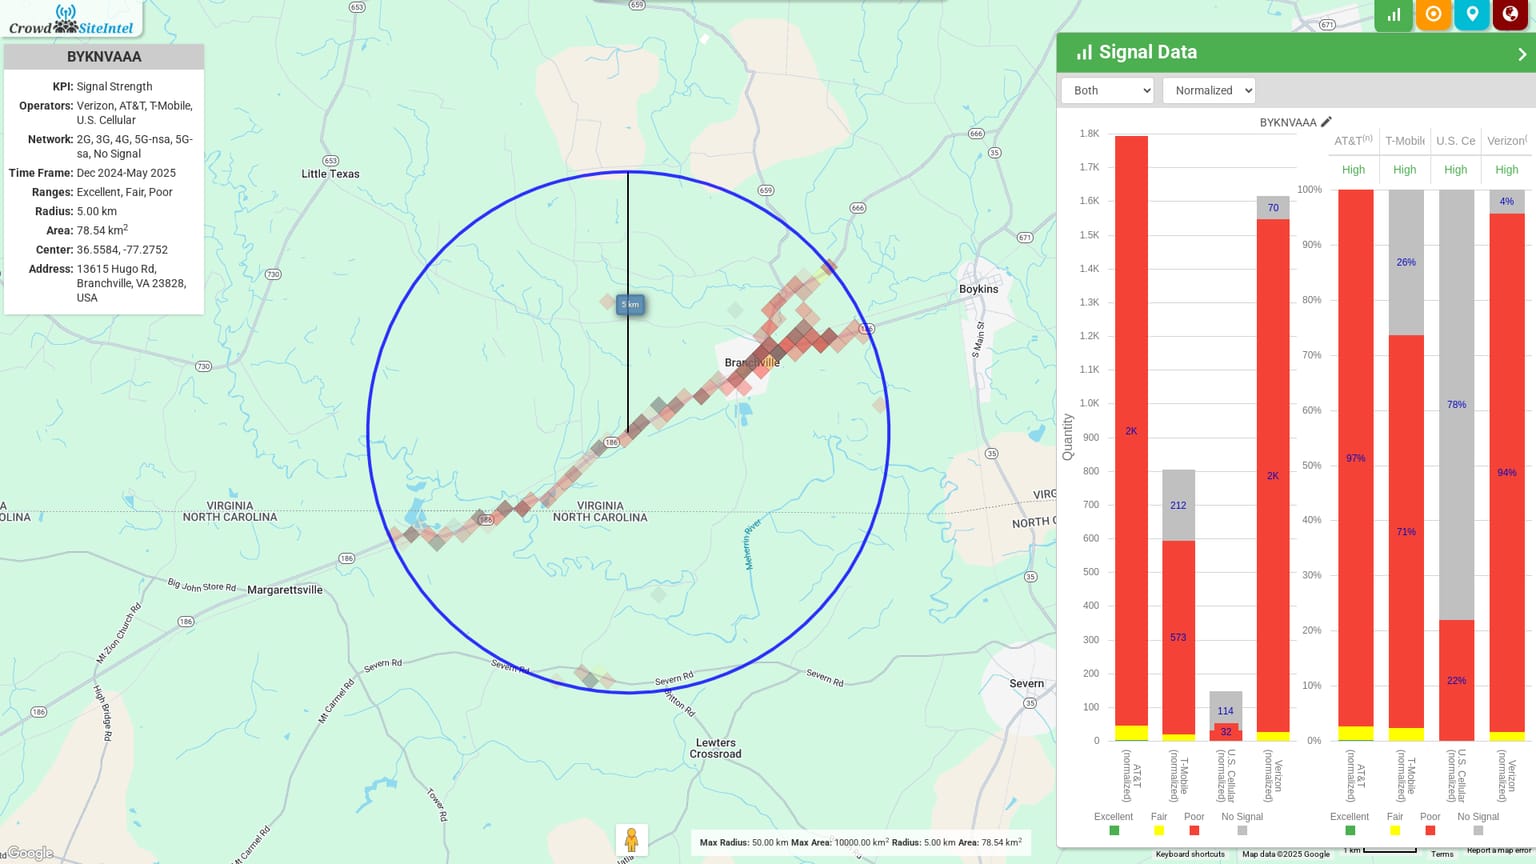 Crowd SiteIntel
BYKNVAAA
KPI: Signal Strength
Operators: Verizon, AT&T, T-Mobile,
U.S. Cellular
Network: 2G, 3G, 4G, 5G-nsa, 5G-
sa, No Signal
Time Frame: Dec 2024-May 2025
Ranges: Excellent, Fair, Poor
Radius: 5.00 km
Area: 78.54 km²
Center: 36.5584, -77.2752
Address: 13615 Hugo Rd,
Branchville, VA 23828,
USA
653
659
671
666
35
653
Little Texas
659
666
671
730
5 km
Boykins
186
S Main St
730
Branchville
186
35
VIRGINIA
NORTH CAROLINA
VIRGINIA
NORTH CAROLINA
186
Meherrin River
186
Big John Store Rd
Margarettsville
35
186
Mt Zion Church Rd
Severn Rd
Severn Rd
Severn Rd
Severn Rd
Severn
High Bridge Rd
Mt Carmel Rd
35
186
Lewters
Crossroad
Tower Rd
Mt Carmel Rd
Google
Max Radius: 50.00 km Max Area: 10000.00 km² Radius: 5.00 km Area: 78.54 km²
Signal Data
Both
Normalized
BYKNVAAA
AT&T(n)
T-Mobile
U.S. Ce
Verizon(
High
High
High
High
Quantity
1.8K
1.7K
1.6K
1.5K
1.4K
1.3K
1.2K
1.1K
1.0K
900
800
700
600
500
400
300
200
100
0
2K
212
573
114
32
70
2K
AT&T
(normalized)
T-Mobile
(normalized)
U.S. Cellular
(normalized)
Verizon
(normalized)
Excellent
Fair
Poor
No Signal
100%
90%
80%
70%
60%
50%
40%
30%
20%
10%
0%
97%
26%
71%
78%
22%
4%
94%
AT&T
(normalized)
T-Mobile
(normalized)
U.S. Cellular
(normalized)
Verizon
(normalized)
Excellent
Fair
Poor
No Signal
Keyboard shortcuts
Map data ©2025 Google
1 km
Terms
Report a map error